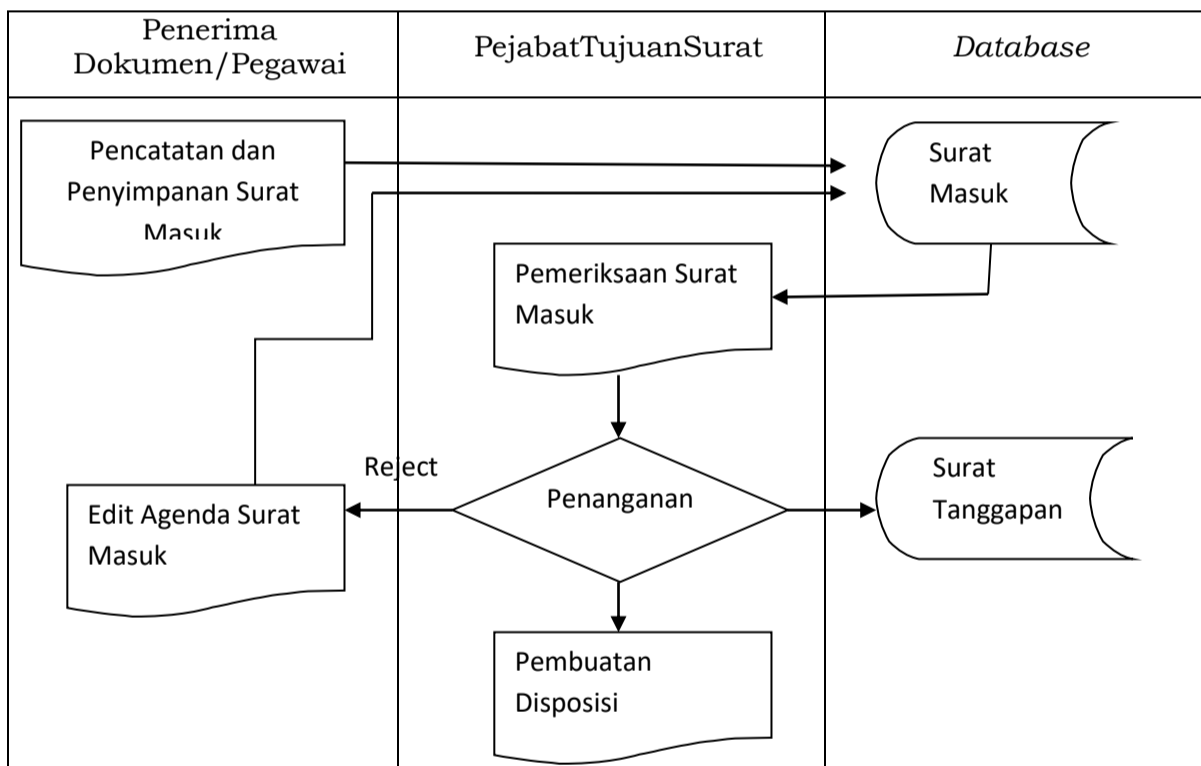 Penerima
Dokumen/Pegawai
PejabatTujuanSurat
Database
Pencatatan dan
Penyimpanan Surat
Masuk
Surat
Masuk
Pemeriksaan Surat
Masuk
Reject
Penanganan
Surat
Tanggapan
Edit Agenda Surat
Masuk
Pembuatan
Disposisi